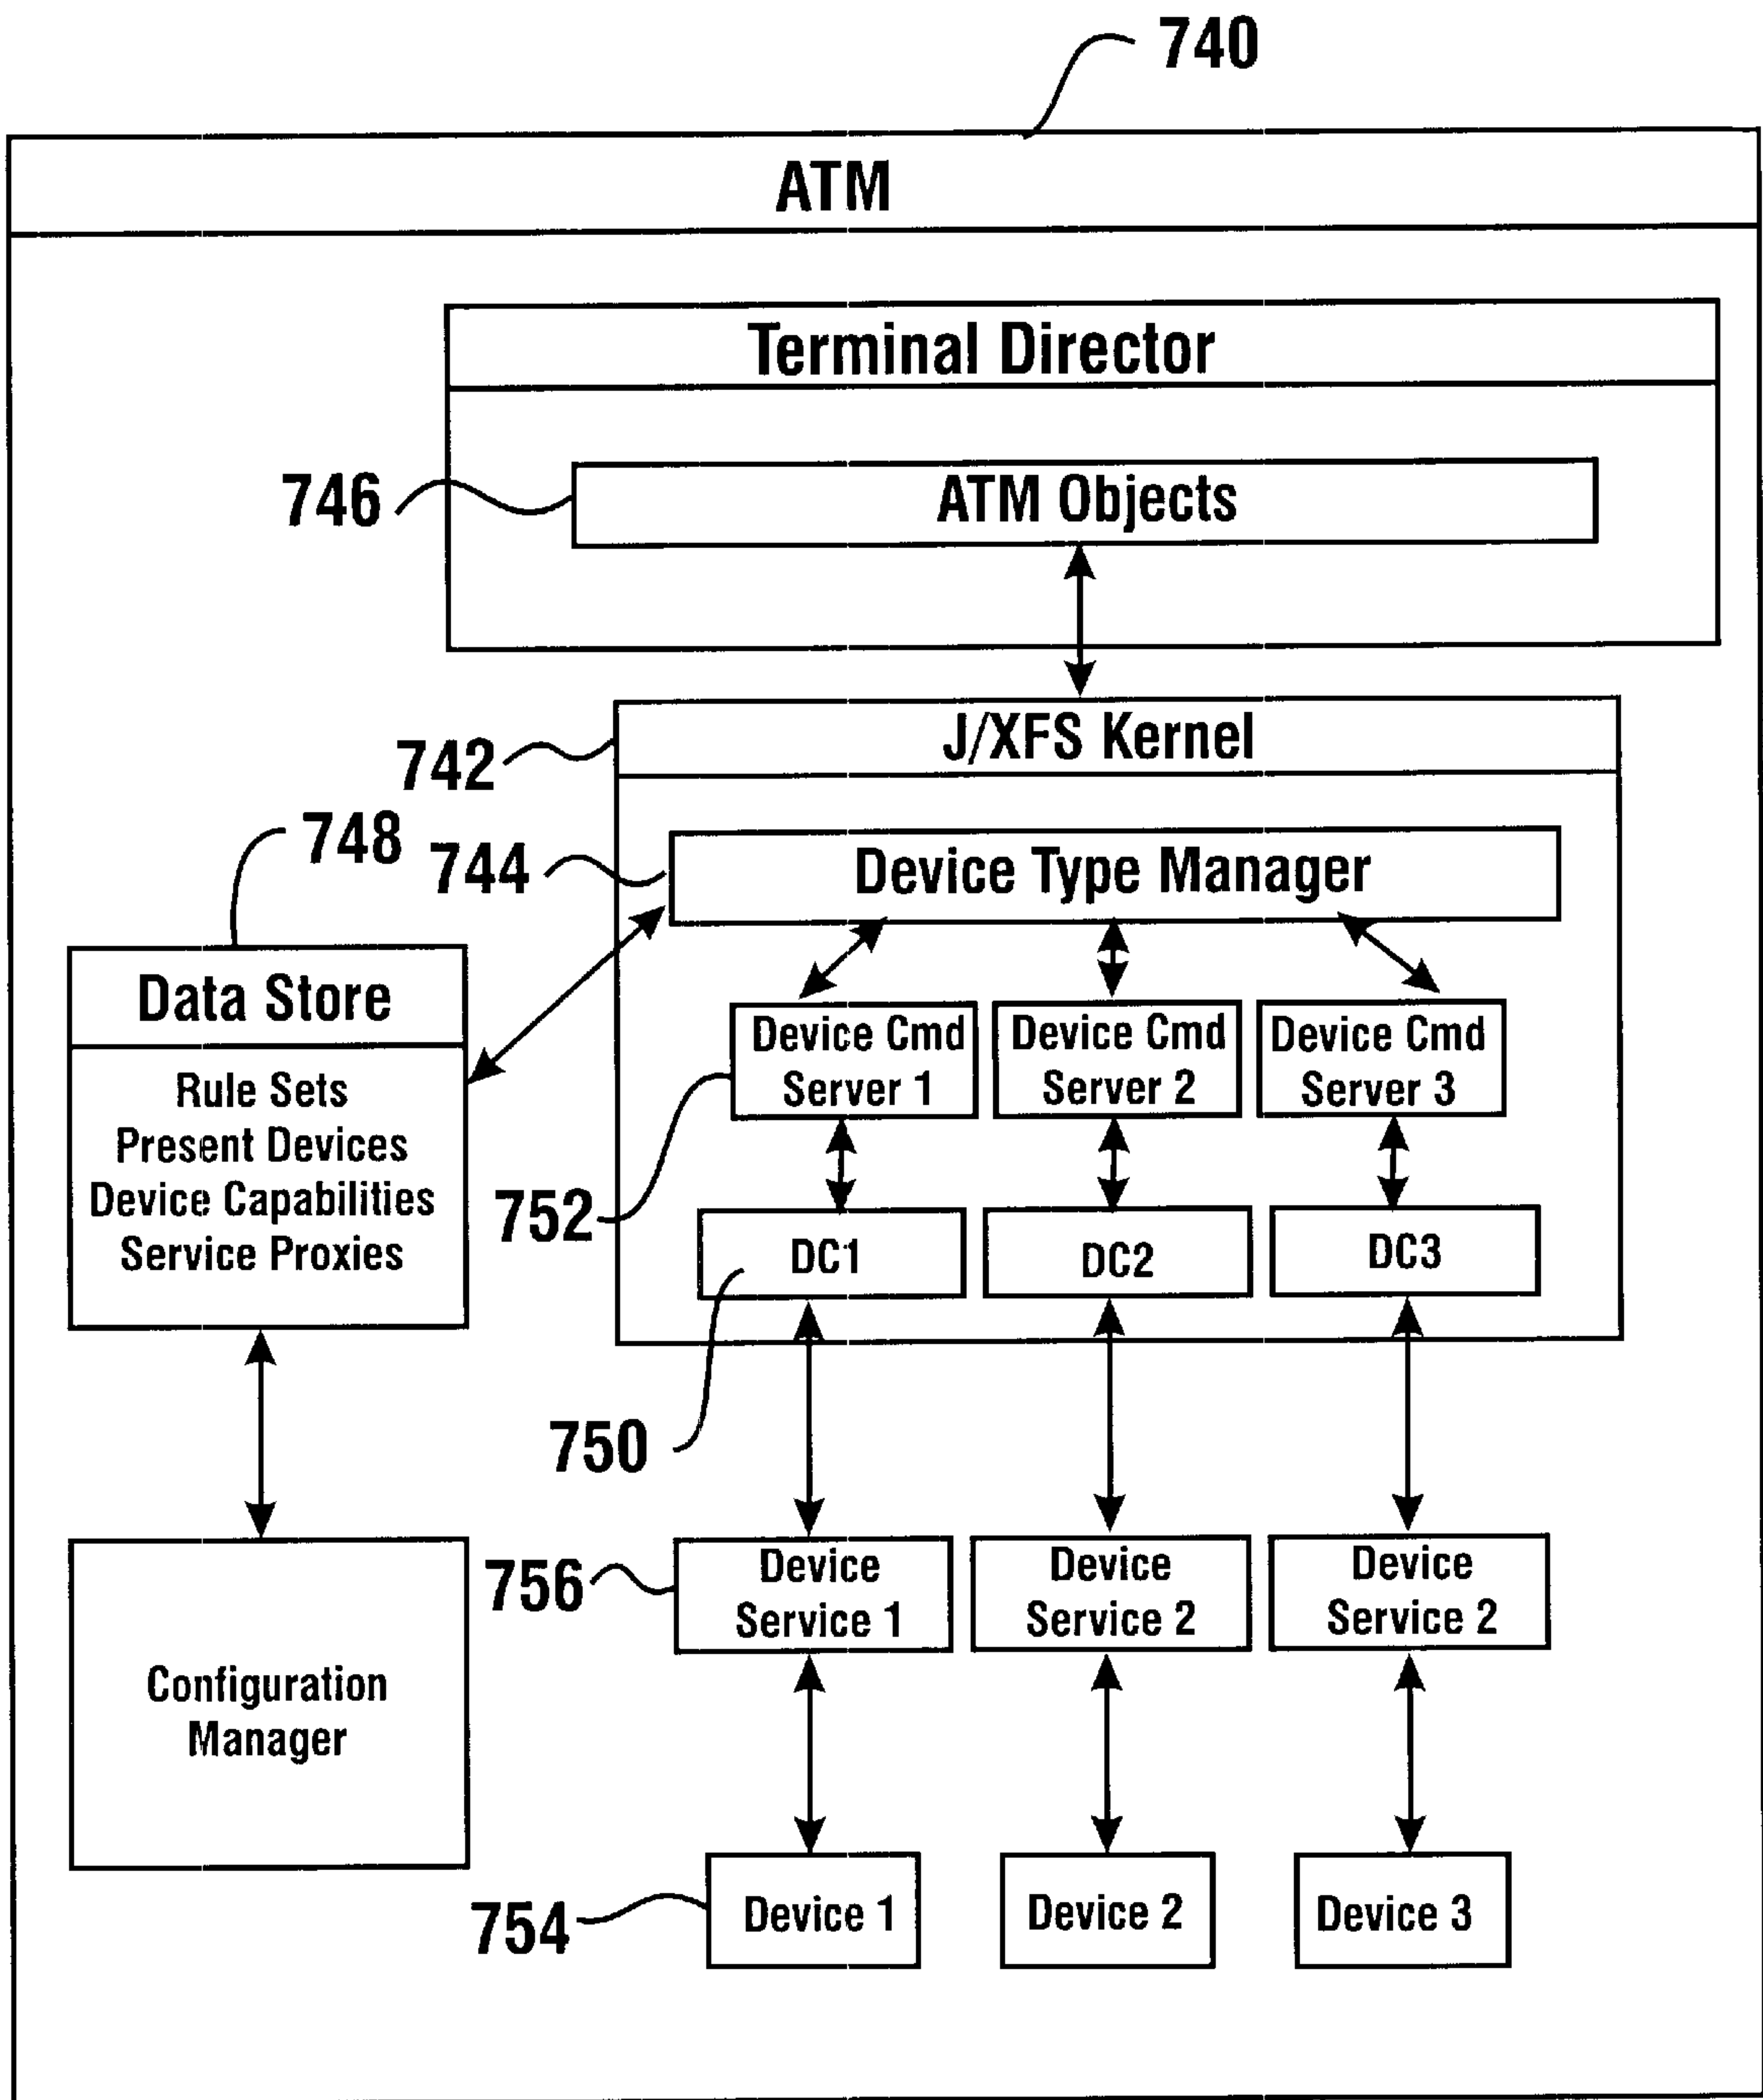 740
ATM
Terminal Director
746
ATM Objects
742
J/XFS Kernel
748
744
Device Type Manager
Data Store
Rule Sets
Present Devices
Device Capabilities
Service Proxies
Device Cmd
Server 1
Device Cmd
Server 2
Device Cmd
Server 3
752
DC1
DC2
DC3
750
Configuration
Manager
756
Device
Service 1
Device
Service 2
Device
Service 2
754
Device 1
Device 2
Device 3